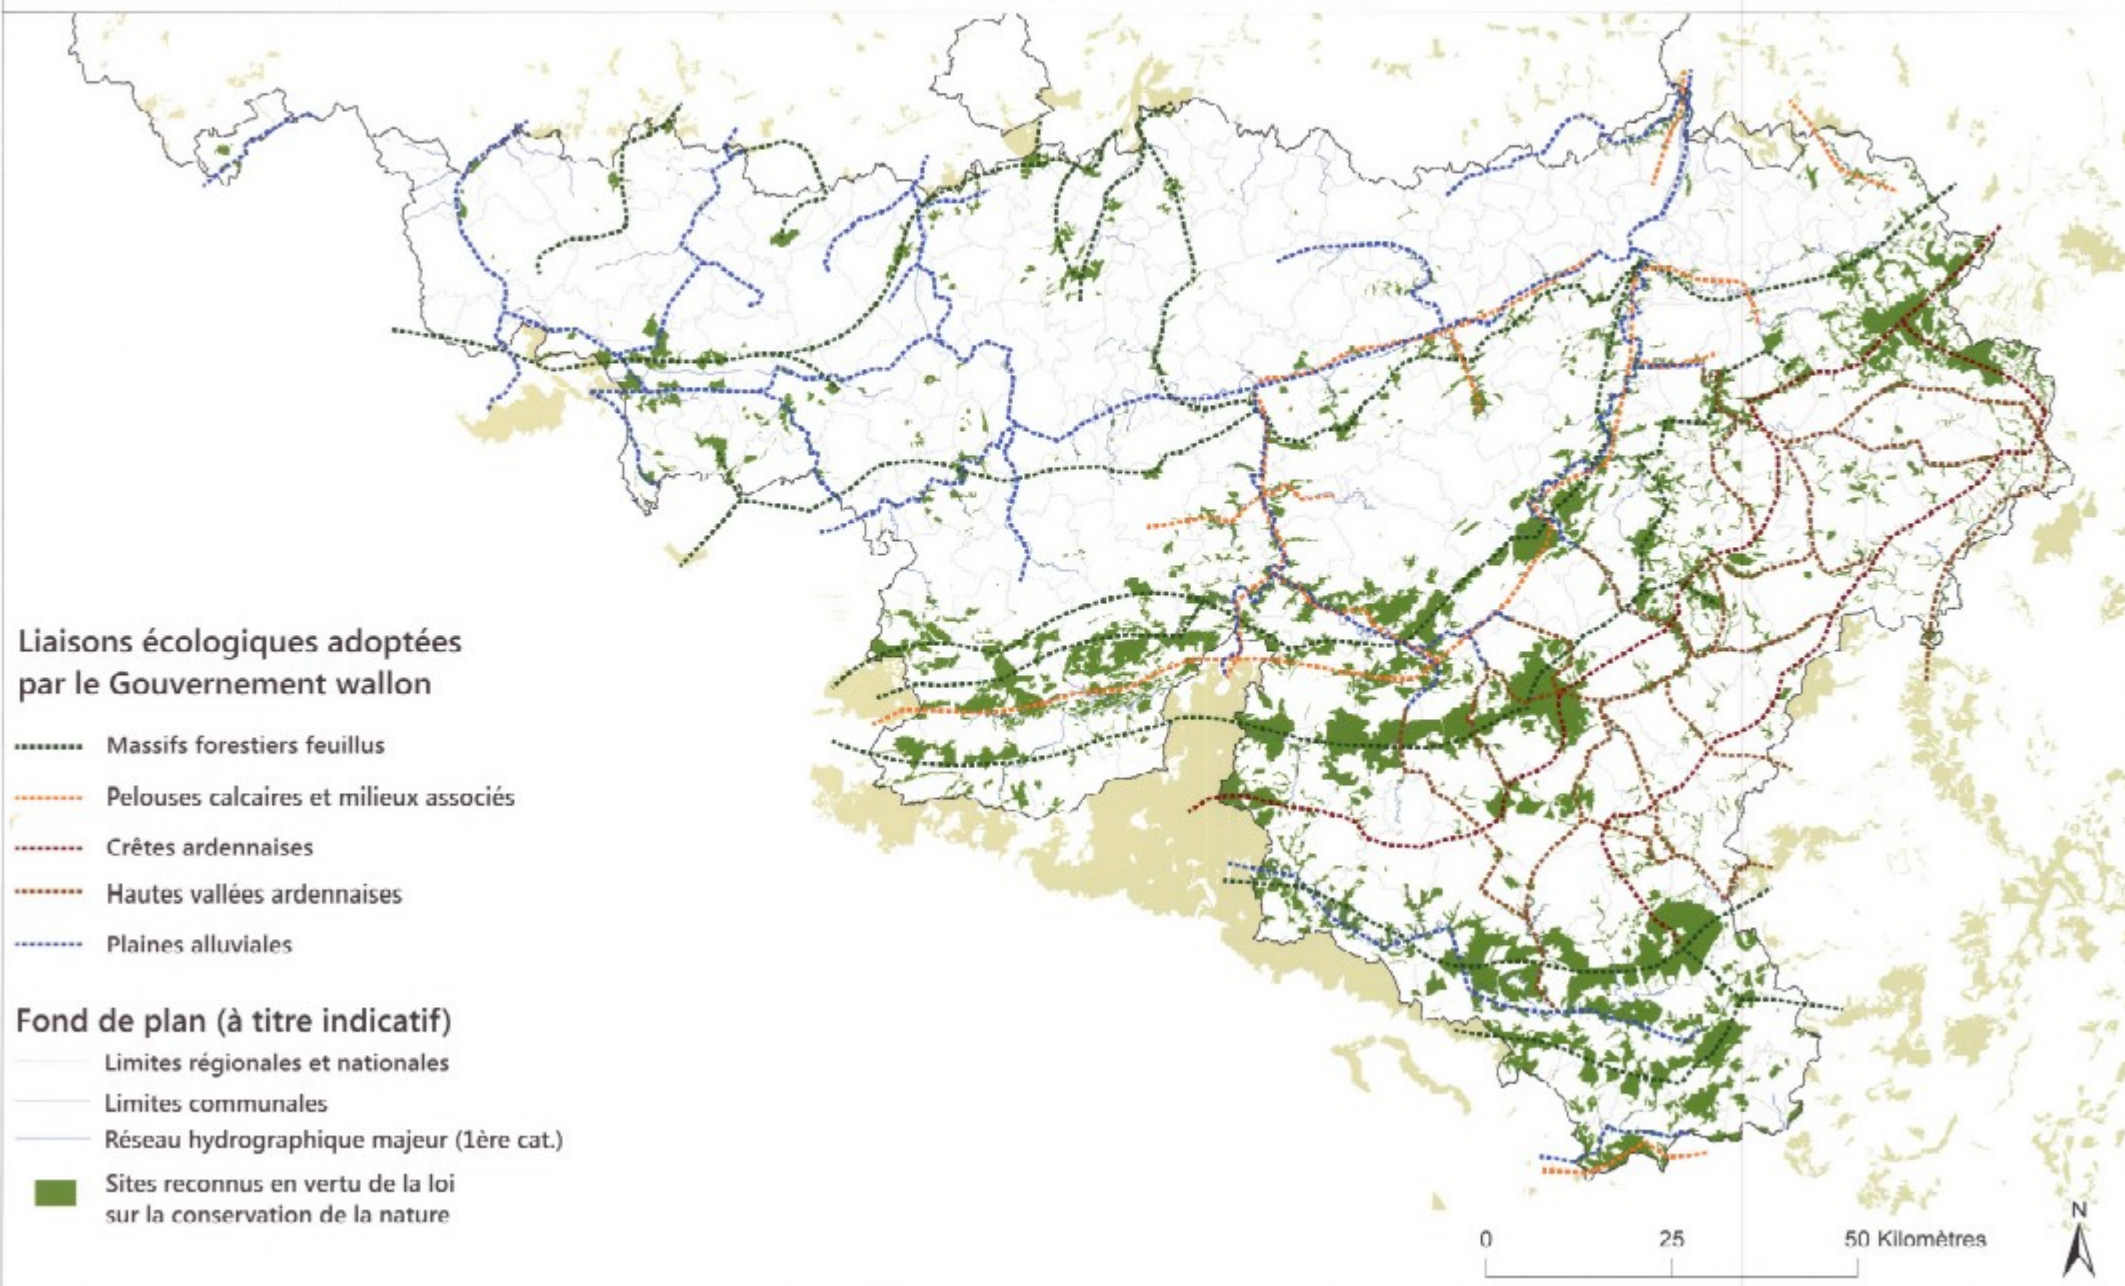 Liaisons écologiques adoptées
par le Gouvernement wallon
Massifs forestiers feuillus
Pelouses calcaires et milieux associés
Crêtes ardennaises
Hautes vallées ardennaises
Plaines alluviales
Fond de plan (à titre indicatif)
Limites régionales et nationales
Limites communales
Réseau hydrographique majeur (1ère cat.)
Sites reconnus en vertu de la loi
sur la conservation de la nature
0 25 50 Kilomètres
N